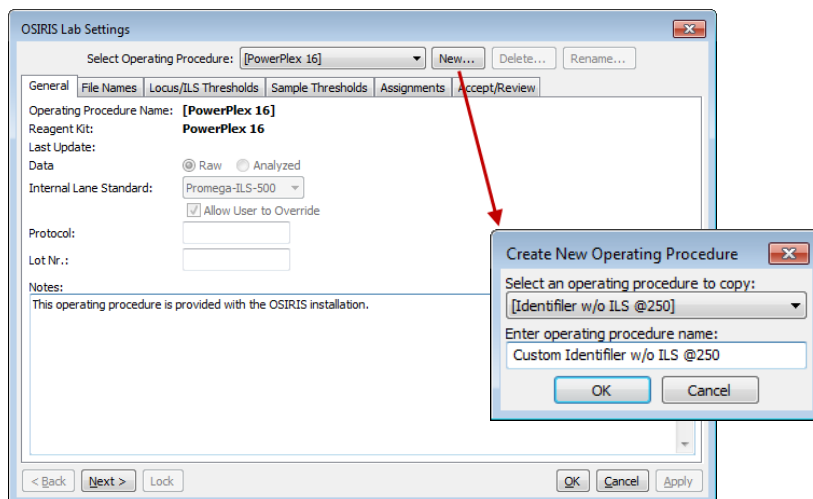 OSIRIS Lab Settings
Select Operating Procedure: [PowerPlex 16] New... Delete... Rename...
General File Names Locus/ILS Thresholds Sample Thresholds Assignments Accept/Review
Operating Procedure Name: [PowerPlex 16]
Reagent Kit: PowerPlex 16
Last Update:
Data Raw Analyzed
Internal Lane Standard: Promega-ILS-500
Allow User to Override
Protocol:
Lot Nr.:
Notes:
This operating procedure is provided with the OSIRIS installation.
Create New Operating Procedure
Select an operating procedure to copy:
[Identifiler w/o ILS @250]
Enter operating procedure name:
Custom Identifiler w/o ILS @250
OK Cancel
< Back Next > Lock OK Cancel Apply